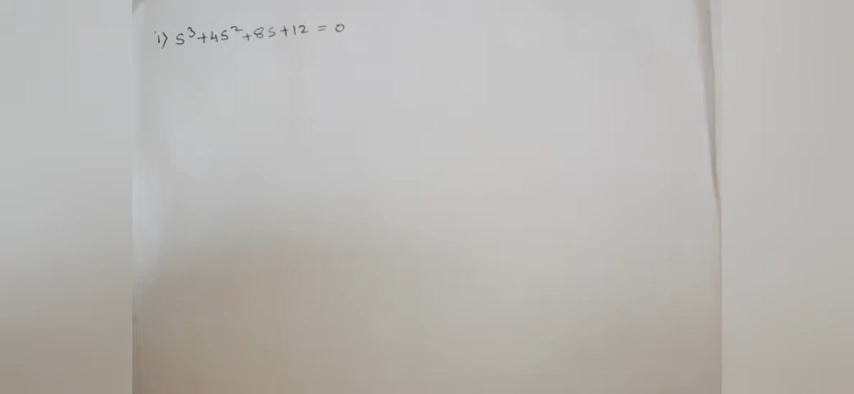 i) s³+4s²+8s+12 = 0